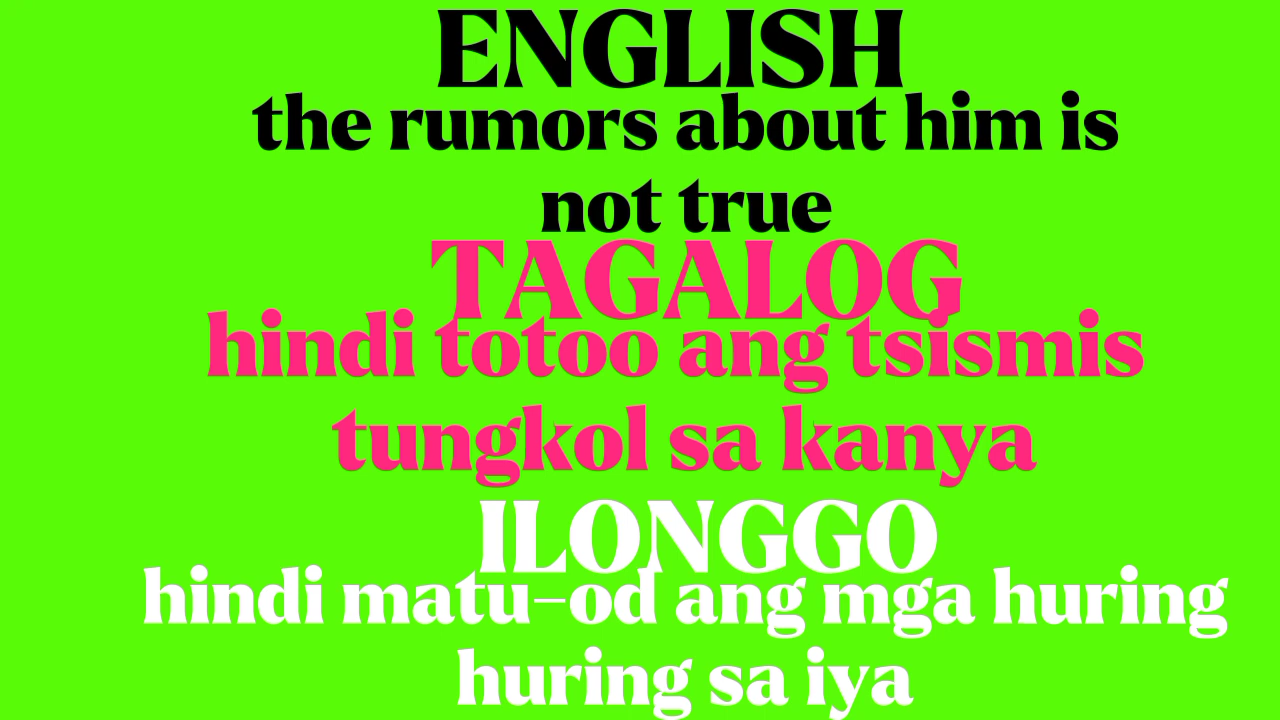 ENGLISH
the rumors about him is
not true
TAGALOG
hindi totoo ang tsismis
tungkol sa kanya
ILONGGO
hindi matu-od ang mga huring
huring sa iya